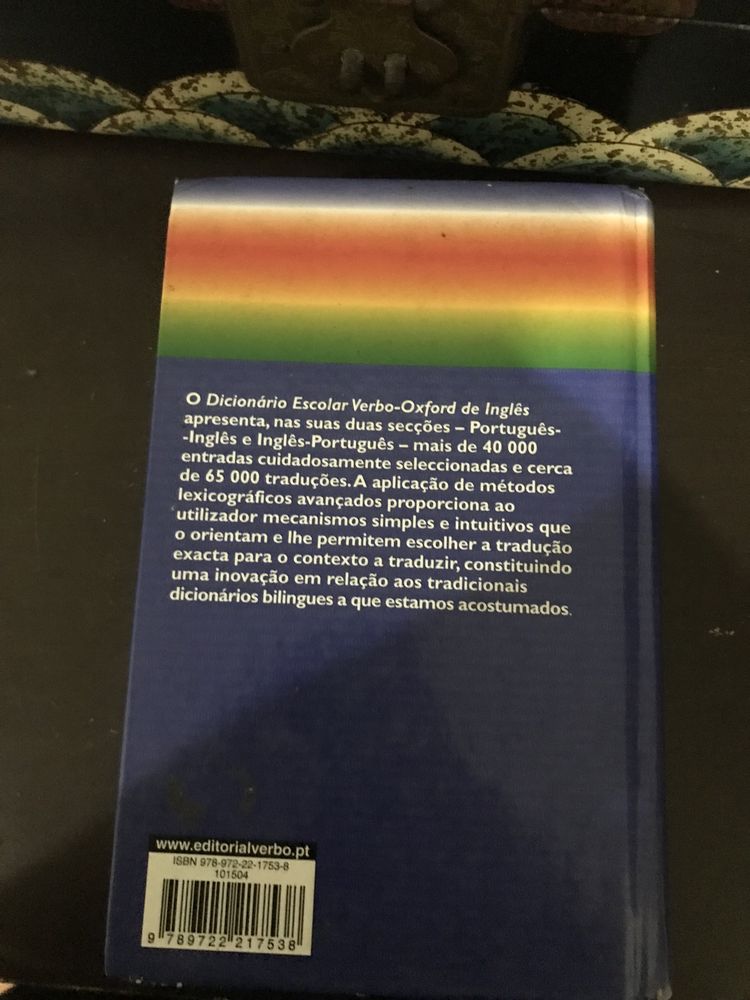 O Dicionário Escolar Verbo-Oxford de Inglês
apresenta, nas suas duas secções – Português-
-Inglês e Inglês-Português – mais de 40 000
entradas cuidadosamente seleccionadas e cerca
de 65 000 traduções. A aplicação de métodos
lexicográficos avançados proporciona ao
utilizador mecanismos simples e intuitivos que
o orientam e lhe permitem escolher a tradução
exacta para o contexto a traduzir, constituindo
uma inovação em relação aos tradicionais
dicionários bilingues a que estamos acostumados.
www.editorialverbo.pt
ISBN 978-972-22-1753-8
101504
9 789722 217538